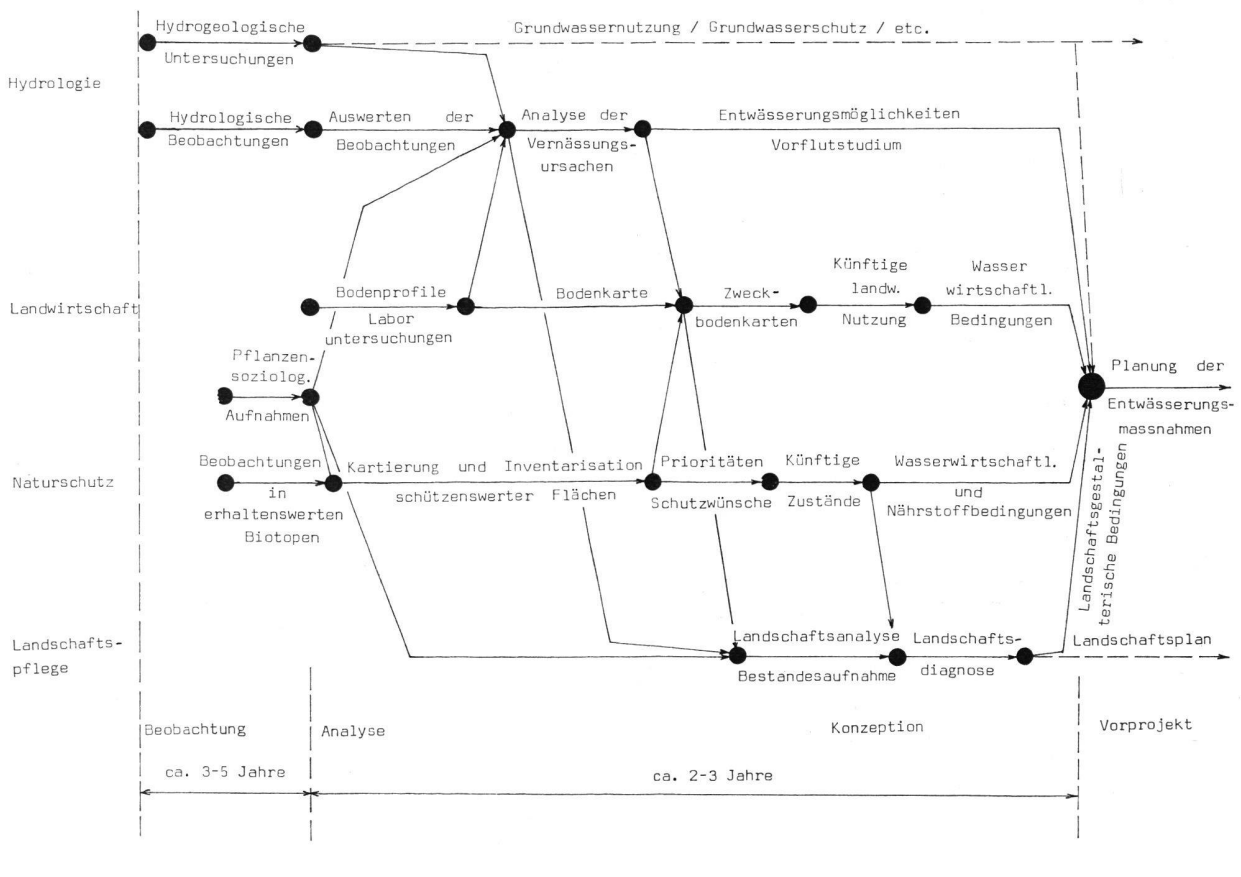 Hydrogeologische
Untersuchungen
Grundwassernutzung / Grundwasserschutz / etc.
Hydrologie
Hydrologische
Beobachtungen
Auswerten der
Beobachtungen
Analyse der
Vernässungs-
ursachen
Entwässerungsmöglichkeiten
Vorflutstudium
Landwirtschaft
Bodenprofile
Labor
untersuchungen
Bodenkarte
Zweck-
bodenkarten
Künftige
landw.
Nutzung
Wasser
wirtschaftl.
Bedingungen
Pflanzen-
soziolog.
Aufnahmen
Planung der
Entwässerungs-
massnahmen
Naturschutz
Beobachtungen
in
erhaltenswerten
Biotopen
Kartierung und Inventarisation
schützenswerter Flächen
Prioritäten
Schutzwünsche
Künftige
Zustände
Wasserwirtschaftl.
und
Nährstoffbedingungen
Landschaftsgestal-
terische Bedingungen
Landschafts-
pflege
Landschaftsanalyse
Bestandesaufnahme
Landschafts-
diagnose
Landschaftsplan
Beobachtung
Analyse
Konzeption
Vorprojekt
ca. 3-5 Jahre
ca. 2-3 Jahre